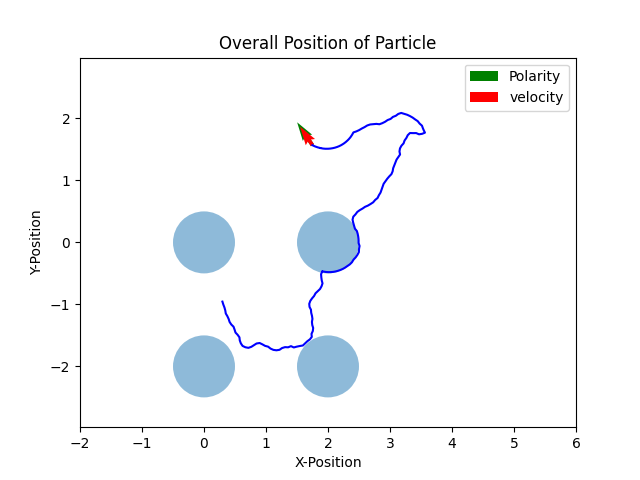 Overall Position of Particle
Polarity
velocity
2
1
0
−1
−2
Y-Position
−2 −1 0 1 2 3 4 5 6
X-Position